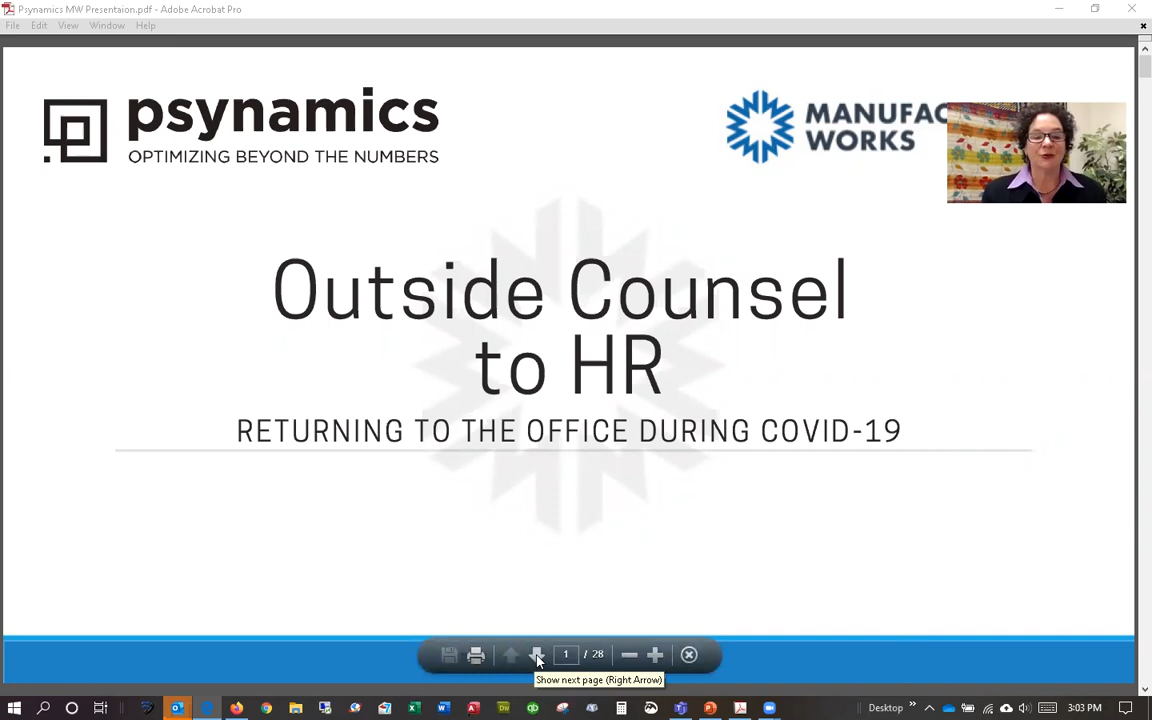 Psynamics MW Presentaion.pdf - Adobe Acrobat Pro
File Edit View Window Help
psynamics
OPTIMIZING BEYOND THE NUMBERS
MANUFAC
WORKS
Outside Counsel
to HR
RETURNING TO THE OFFICE DURING COVID-19
1 / 28
Show next page (Right Arrow)
Desktop
3:03 PM